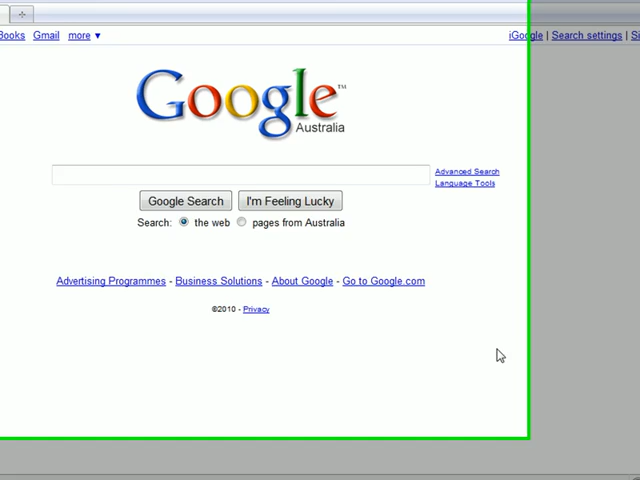 Books Gmail more ▼ iGoogle | Search settings |
Google™
Australia
Advanced Search
Language Tools
Google Search I'm Feeling Lucky
Search: the web pages from Australia
Advertising Programmes - Business Solutions - About Google - Go to Google.com
©2010 - Privacy